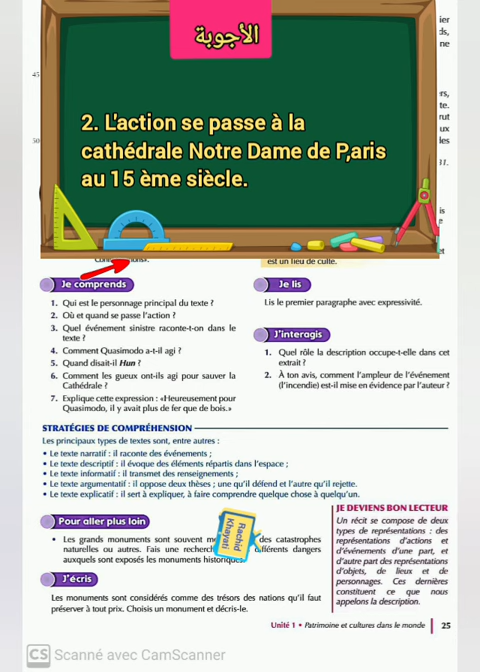 الأجوبة
2. L'action se passe à la
cathédrale Notre Dame de P,aris
au 15 ème siècle.
45
50
Je comprends
1. Qui est le personnage principal du texte ?
2. Où et quand se passe l'action ?
3. Quel événement sinistre raconte-t-on dans le
texte ?
4. Comment Quasimodo a-t-il agi ?
5. Quand disait-il Hun ?
6. Comment les gueux ont-ils agi pour sauver la
Cathédrale ?
7. Explique cette expression : «Heureusement pour
Quasimodo, il y avait plus de fer que de bois.»
est un lieu de culte.
Je lis
Lis le premier paragraphe avec expressivité.
J'interagis
1. Quel rôle la description occupe-t-elle dans cet
extrait ?
2. À ton avis, comment l'ampleur de l'événement
(l'incendie) est-il mise en évidence par l'auteur ?
STRATÉGIES DE COMPRÉHENSION
Les principaux types de textes sont, entre autres :
• Le texte narratif : il raconte des événements ;
• Le texte descriptif : il évoque des éléments répartis dans l'espace ;
• Le texte informatif : il transmet des renseignements ;
• Le texte argumentatif : il oppose deux thèses ; une qu'il défend et l'autre qu'il rejette.
• Le texte explicatif : il sert à expliquer, à faire comprendre quelque chose à quelqu'un.
Pour aller plus loin
• Les grands monuments sont souvent des catastrophes
naturelles ou autres. Fais une dangers
auxquels sont exposés les monuments
Rachid
Khayati
J'écris
Les monuments sont considérés comme des trésors des nations qu'il faut
préserver à tout prix. Choisis un monument et décris-le.
JE DEVIENS BON LECTEUR
Un récit se compose de deux
types de représentations : des
représentations d'actions et
d'événements d'une part, et
d'autre part des représentations
d'objets, de lieux et de
personnages. Ces dernières
constituent ce que nous
appelons la description.
Unité 1 • Patrimoine et cultures dans le monde 25
CS Scanné avec CamScanner